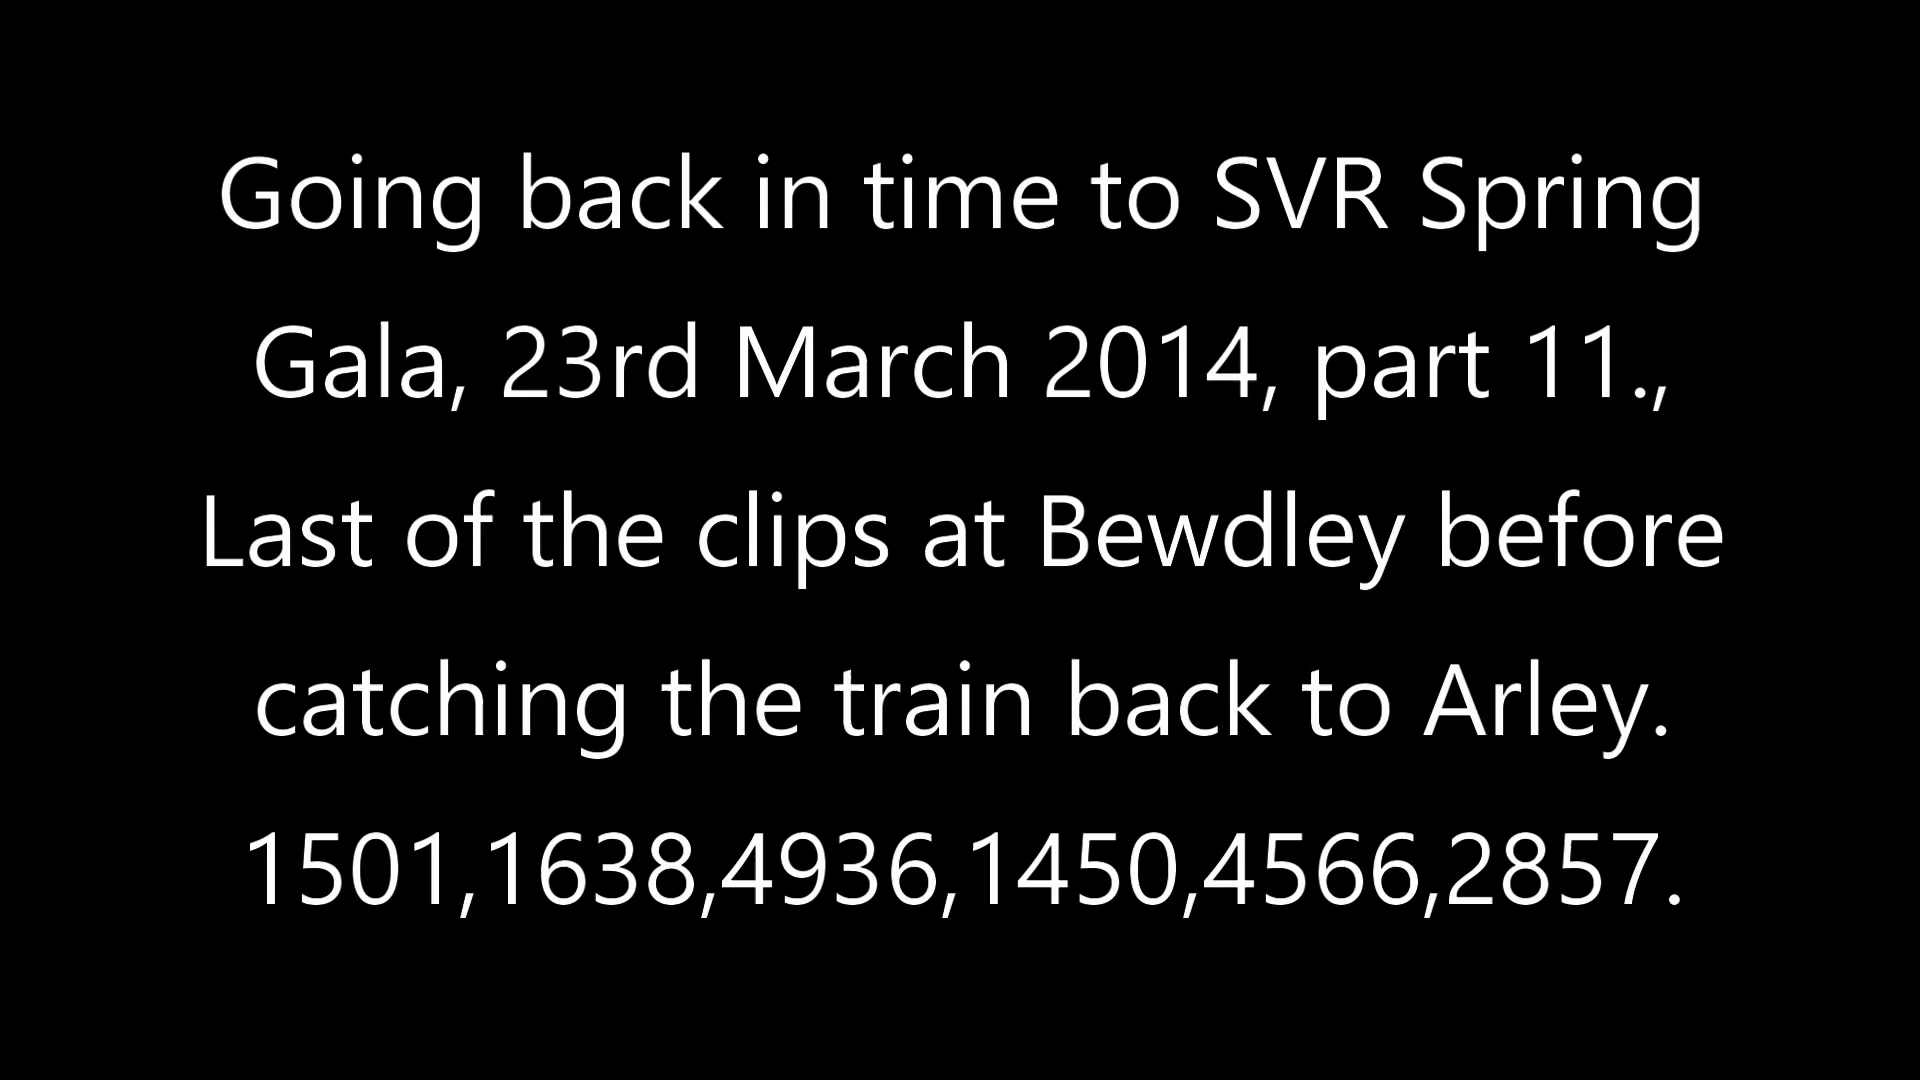 Going back in time to SVR Spring
Gala, 23rd March 2014, part 11.,
Last of the clips at Bewdley before
catching the train back to Arley.
1501,1638,4936,1450,4566,2857.